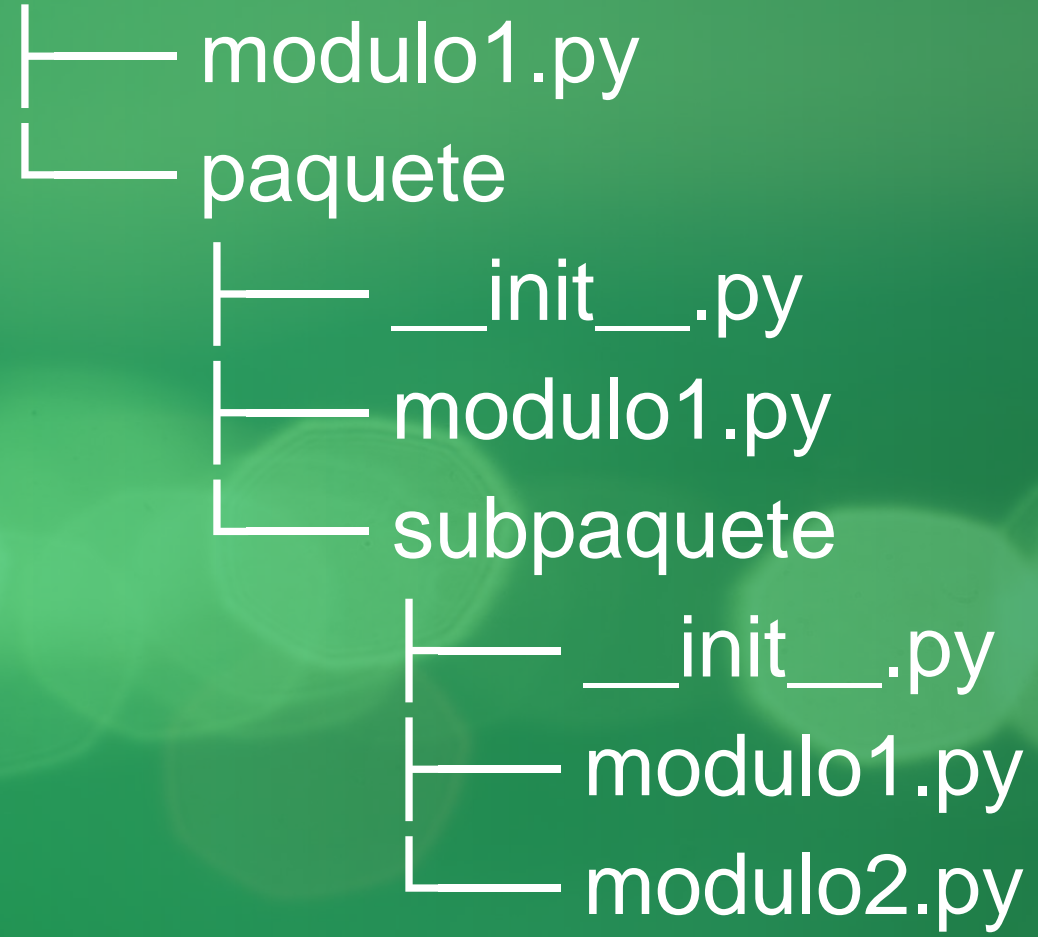 ├── modulo1.py
└── paquete
    ├── __init__.py
    ├── modulo1.py
    └── subpaquete
        ├── __init__.py
        ├── modulo1.py
        └── modulo2.py